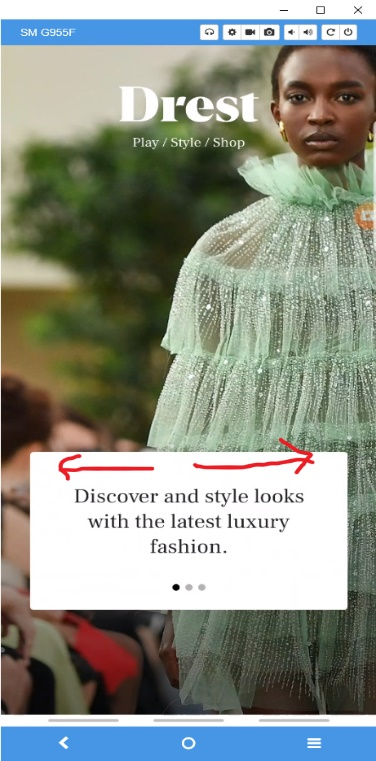 SM G955F
Drest
Play / Style / Shop
Discover and style looks
with the latest luxury
fashion.